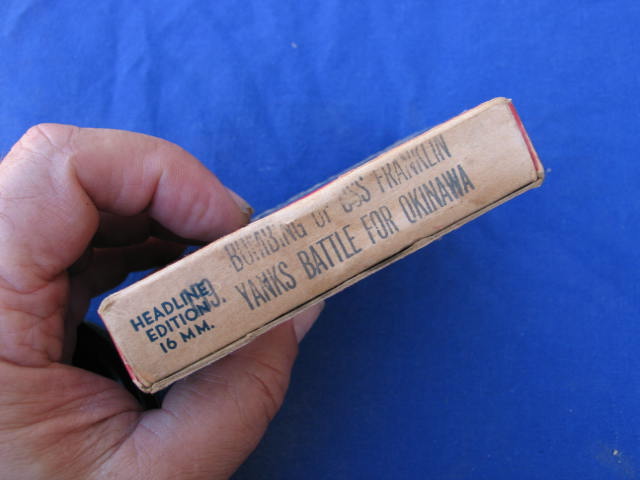 HEADLINE
EDITION
16 MM.
BOMBING OF USS FRANKLIN
YANKS BATTLE FOR OKINAWA